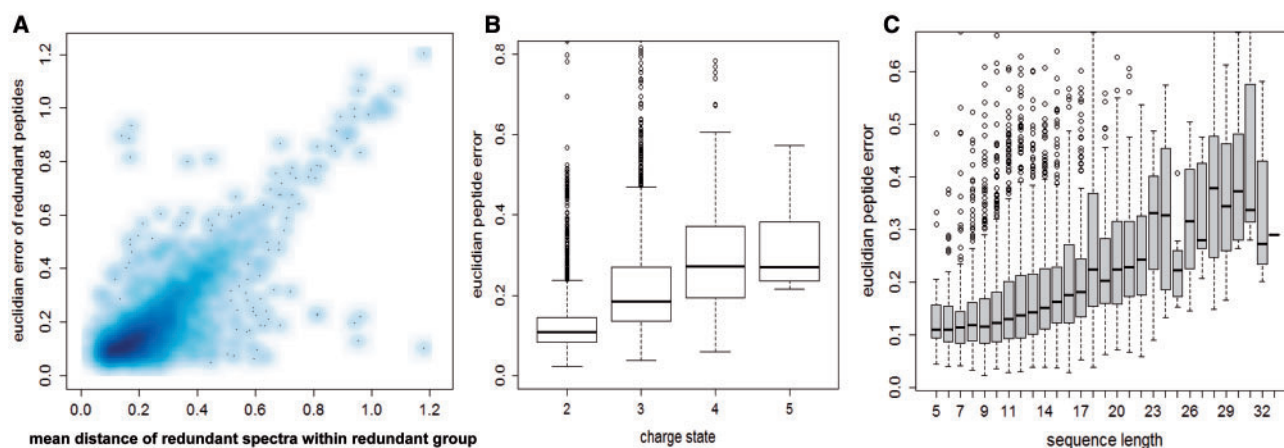 A
B
C
euclidian error of redundant peptides
1.2
1.0
0.8
0.6
0.4
0.2
0.0
0.0 0.2 0.4 0.6 0.8 1.0 1.2
mean distance of redundant spectra within redundant group
euclidian peptide error
0.8
0.6
0.4
0.2
0.0
2 3 4 5
charge state
euclidian peptide error
0.6
0.5
0.4
0.3
0.2
0.1
0.0
5 7 9 11 14 17 20 23 26 29 32
sequence length